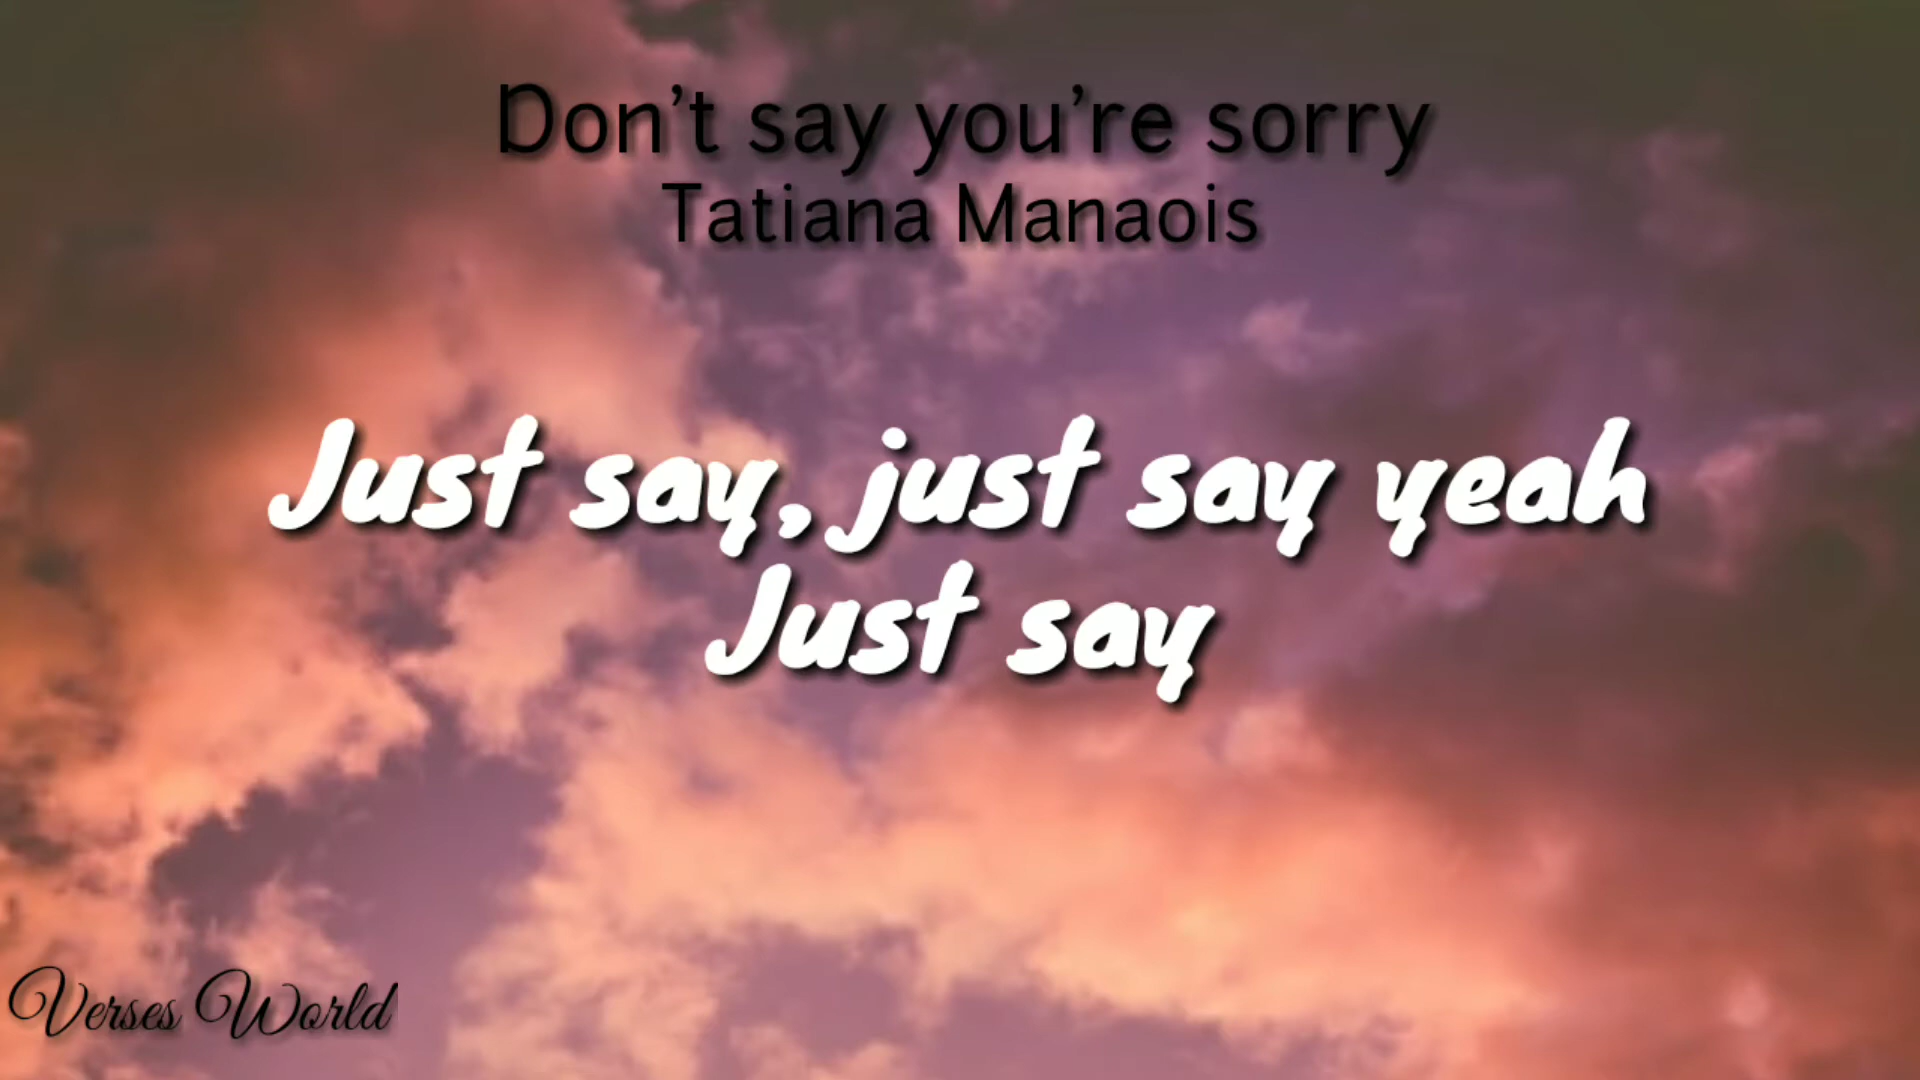 Don't say you're sorry
Tatiana Manaois
Just say, just say yeah
Just say
Verses World